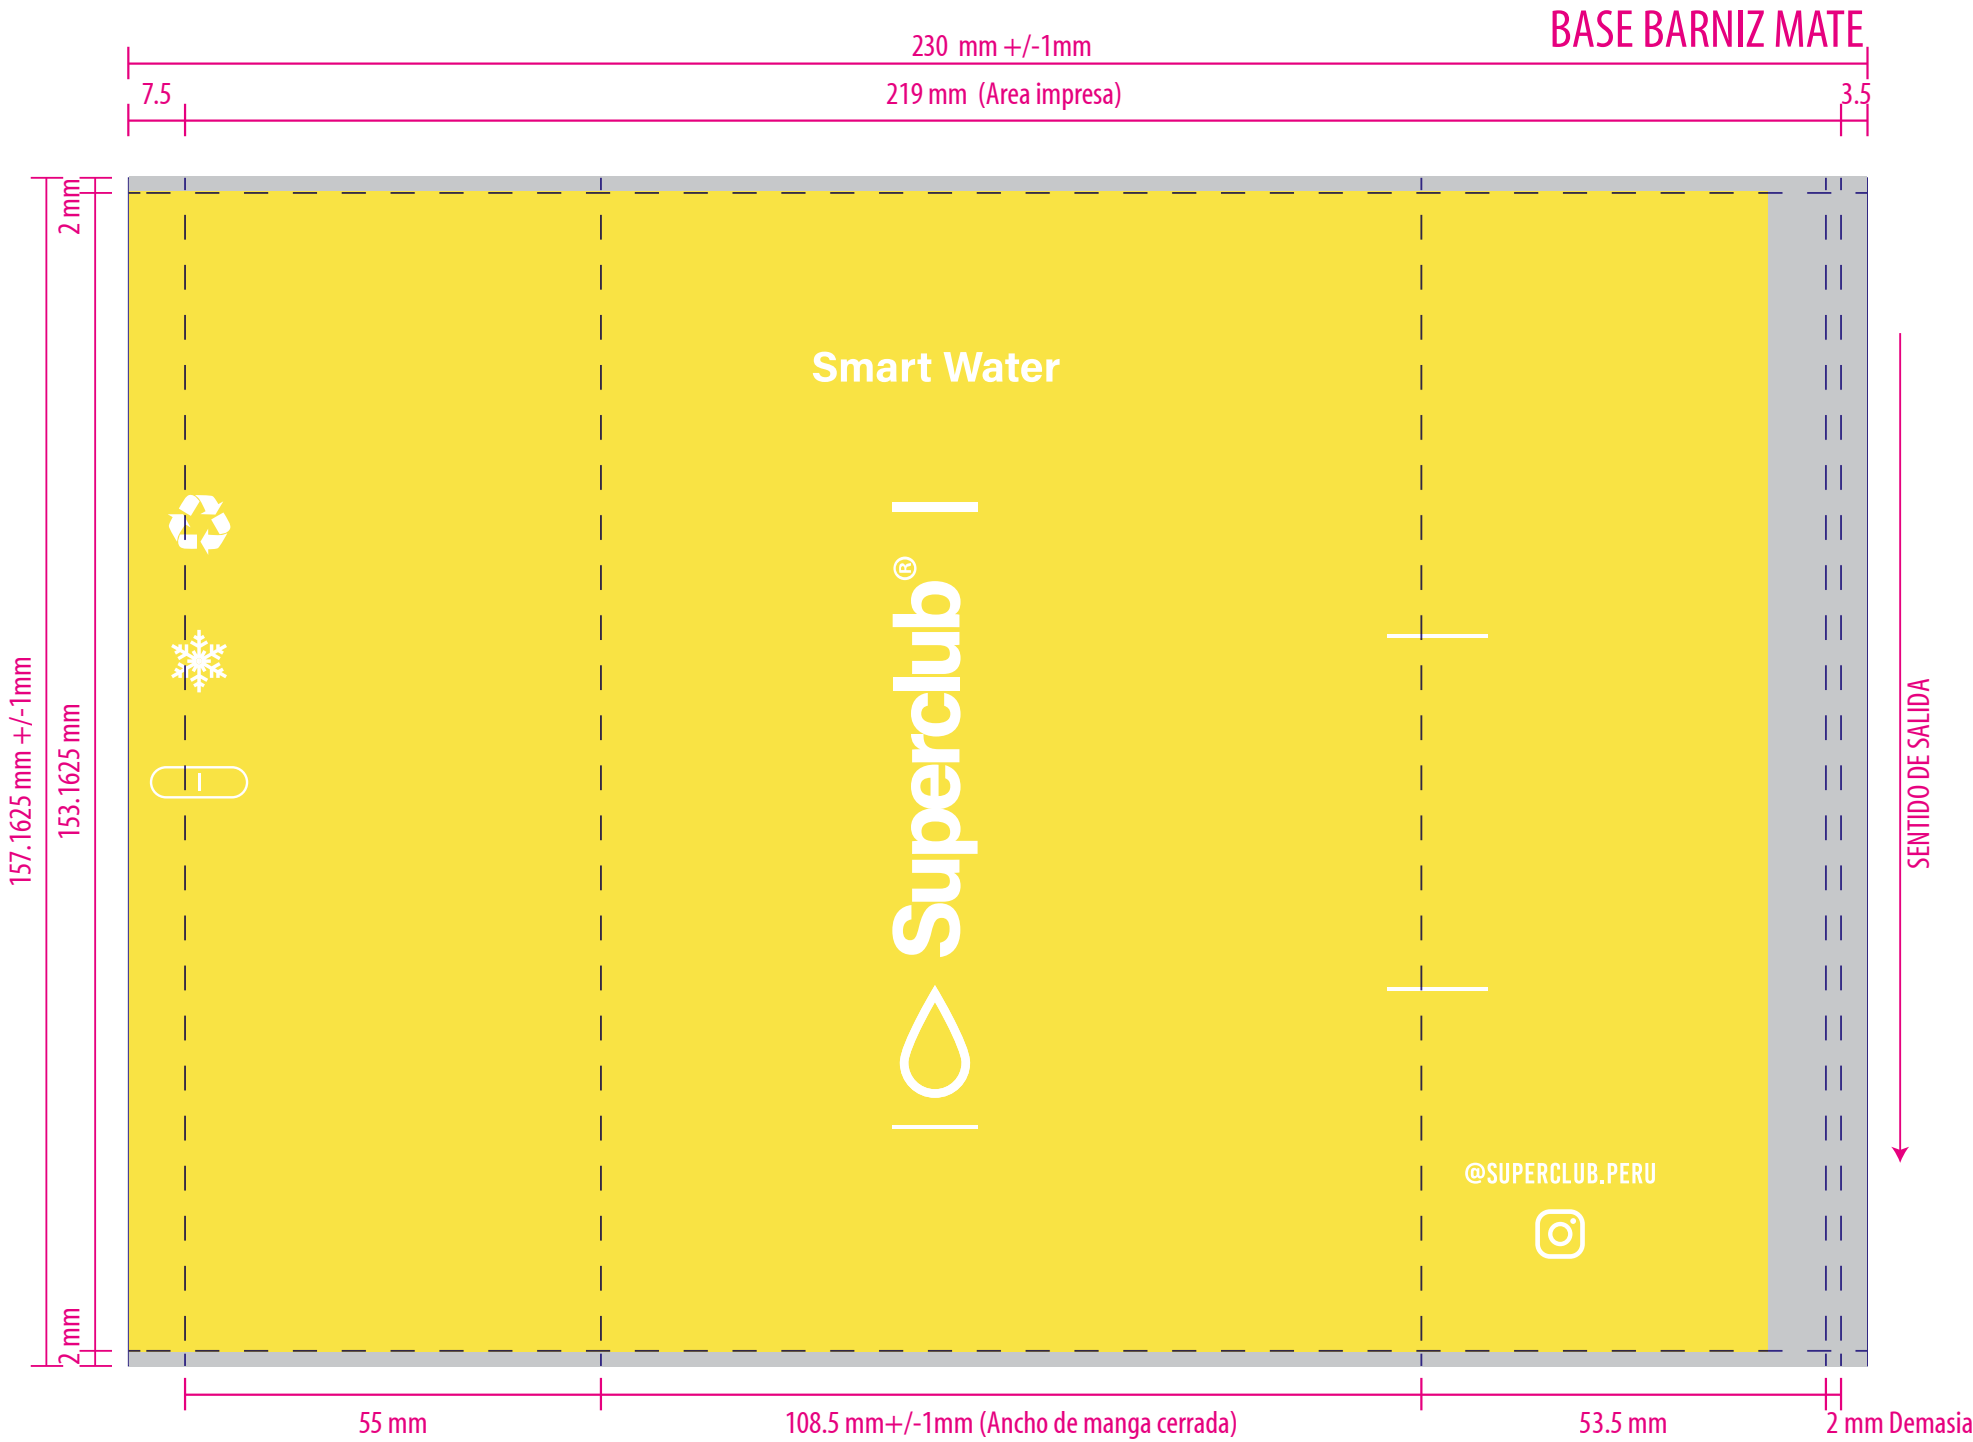 BASE BARNIZ MATE
230 mm +/-1mm
7.5
219 mm (Area impresa)
3.5
2 mm
157.1625 mm +/-1mm
153.1625 mm
2 mm
Smart Water
Superclub®
@SUPERCLUB.PERU
SENTIDO DE SALIDA
55 mm
108.5 mm+/-1mm (Ancho de manga cerrada)
53.5 mm
2 mm Demasia